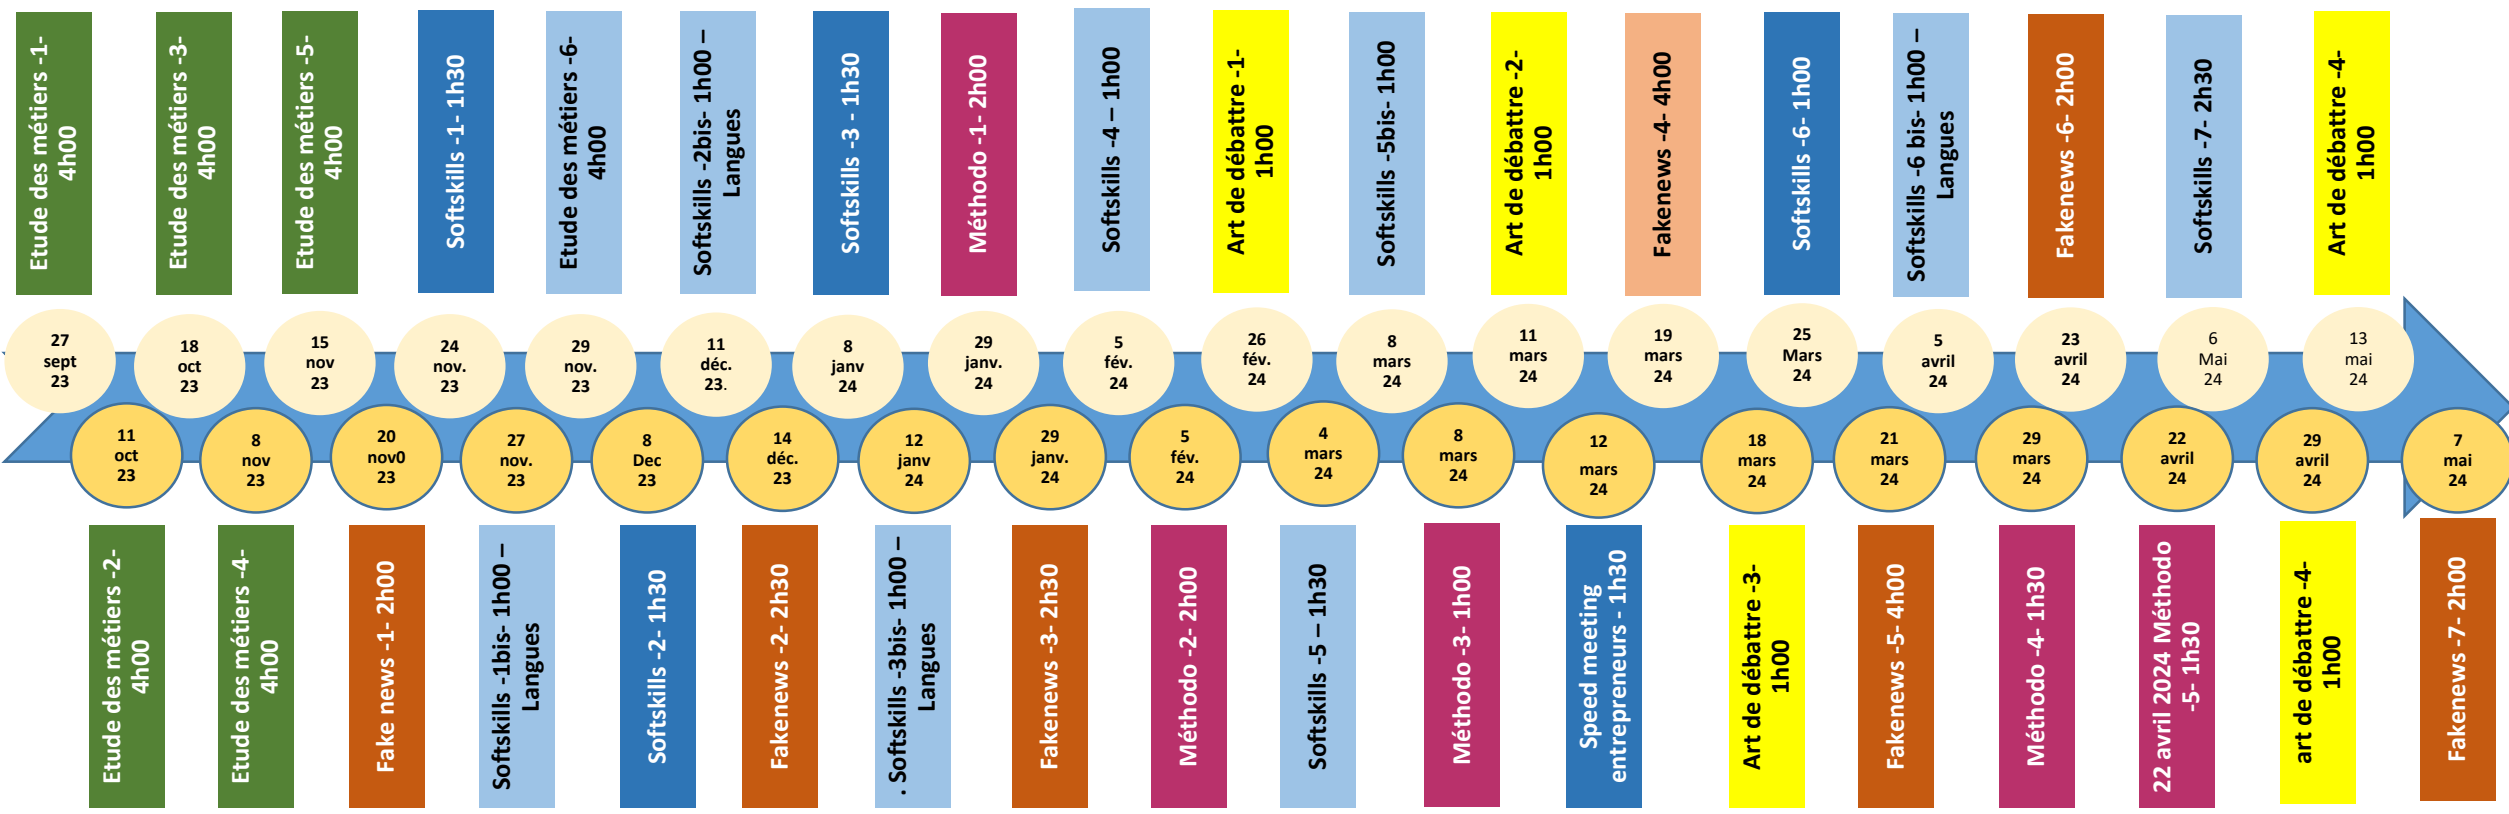 Etude des métiers -1-
4h00
Etude des métiers -3-
4h00
Etude des métiers -5-
4h00
Softskills -1- 1h30
Etude des métiers -6-
4h00
Softskills -2bis- 1h00 –
Langues
Softskills -3 - 1h30
Méthodo -1- 2h00
Softskills -4 – 1h00
Art de débattre -1-
1h00
Softskills -5bis- 1h00
Art de débattre -2-
1h00
Fakenews -4- 4h00
Softskills -6- 1h00
Softskills -6 bis- 1h00 –
Langues
Fakenews -6- 2h00
Softskills -7- 2h30
Art de débattre -4-
1h00
27
sept
23
18
oct
23
15
nov
23
24
nov.
23
29
nov.
23
11
déc.
23.
8
janv
24
29
janv.
24
5
fév.
24
26
fév.
24
8
mars
24
11
mars
24
19
mars
24
25
Mars
24
5
avril
24
23
avril
24
6
Mai
24
13
mai
24
11
oct
23
8
nov
23
20
nov0
23
27
nov.
23
8
Dec
23
14
déc.
23
12
janv
24
29
janv.
24
5
fév.
24
4
mars
24
8
mars
24
12
mars
24
18
mars
24
21
mars
24
29
mars
24
22
avril
24
29
avril
24
7
mai
24
Etude des métiers -2-
4h00
Etude des métiers -4-
4h00
Fake news -1- 2h00
Softskills -1bis- 1h00 –
Langues
Softskills -2- 1h30
Fakenews -2- 2h30
. Softskills -3bis- 1h00 –
Langues
Fakenews -3- 2h30
Méthodo -2- 2h00
Softskills -5 – 1h30
Méthodo -3- 1h00
Speed meeting
entrepreneurs - 1h30
Art de débattre -3-
1h00
Fakenews -5- 4h00
Méthodo -4- 1h30
22 avril 2024 Méthodo
-5- 1h30
art de débattre -4-
1h00
Fakenews -7- 2h00